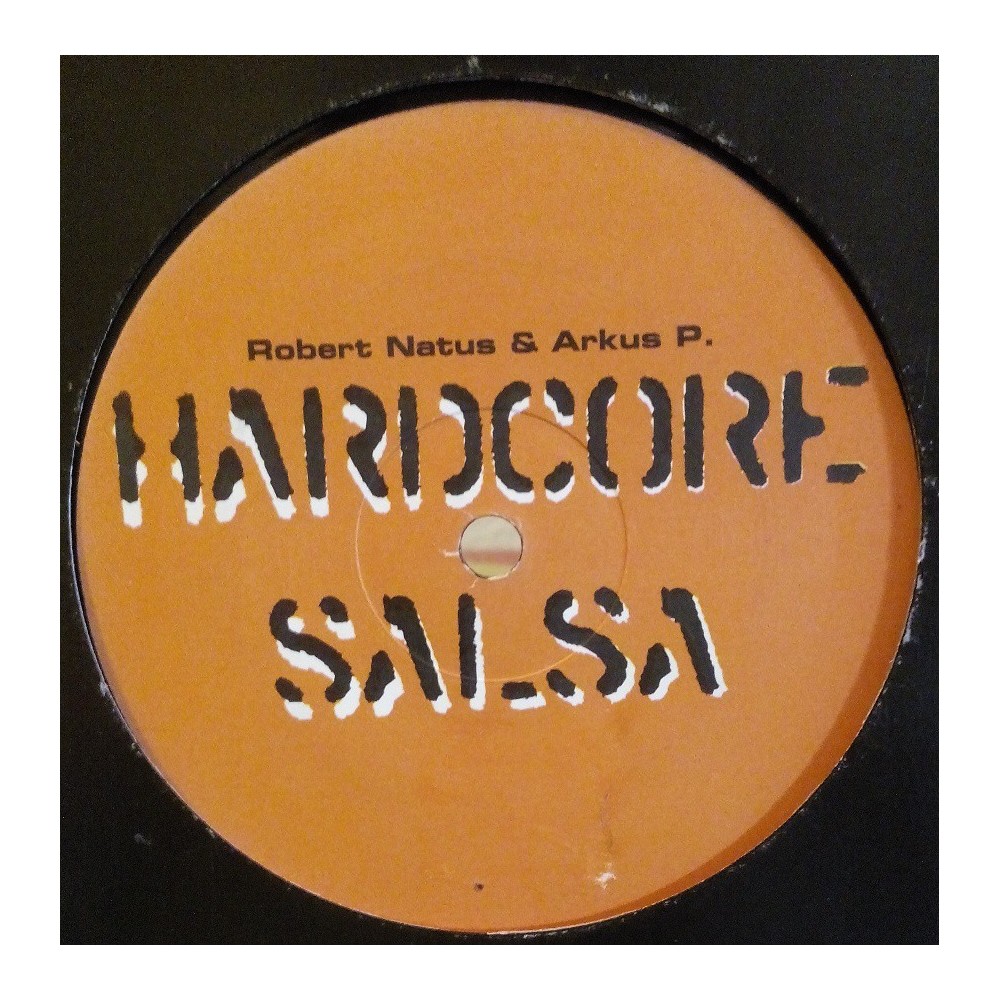 Robert Natus & Arkus P.
HARDCORE
SALSA